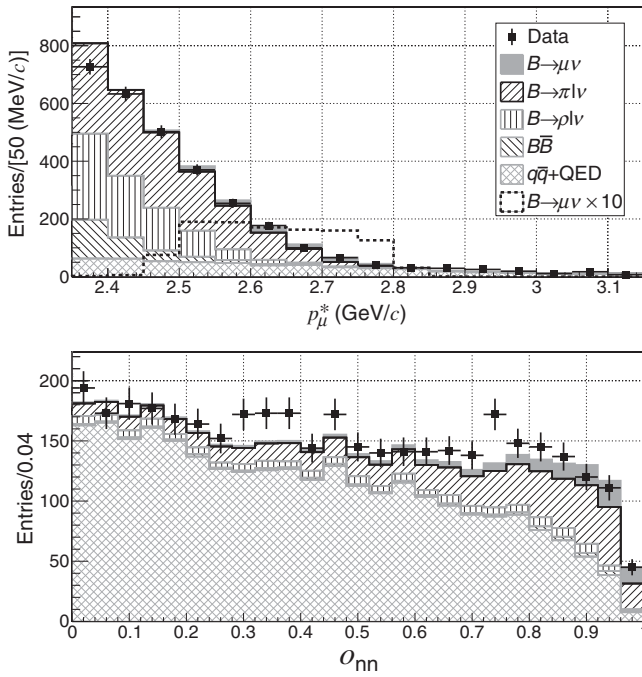 Entries/[50 (MeV/c)]
800
600
400
200
0
Data
B→μν
B→πlν
B→ρlν
BB̅
qq̅+QED
B→μν × 10
2.4 2.5 2.6 2.7 2.8 2.9 3 3.1
p*μ (GeV/c)
Entries/0.04
200
150
100
50
0
0 0.1 0.2 0.3 0.4 0.5 0.6 0.7 0.8 0.9 1
onn